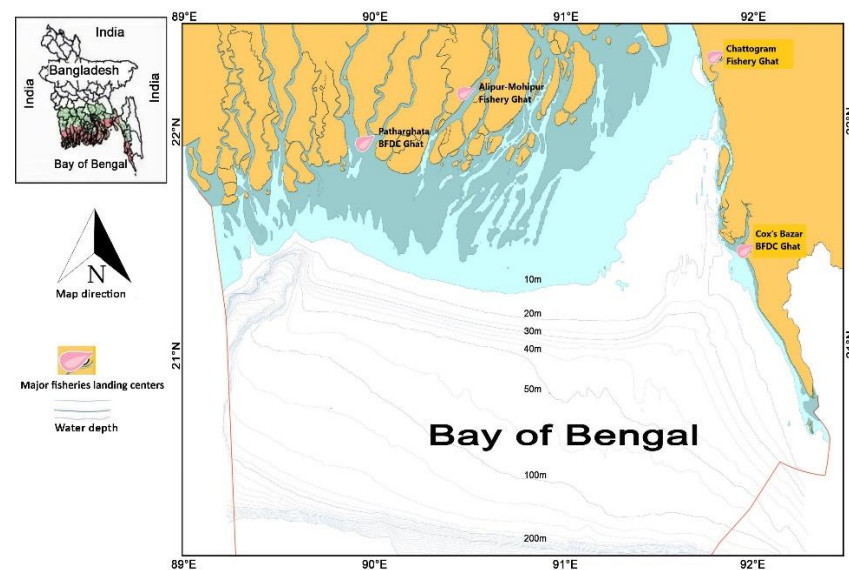 India
Bangladesh
India
India
Bay of Bengal
N
Map direction
Major fisheries landing centers
Water depth
89°E
90°E
91°E
92°E
22°N
21°N
Chattogram
Fishery Ghat
Alipur-Mohipur
Fishery Ghat
Patharghata
BFDC Ghat
Cox's Bazar
BFDC Ghat
10m
20m
30m
40m
50m
Bay of Bengal
100m
200m
22°N
21°N
89°E
90°E
91°E
92°E